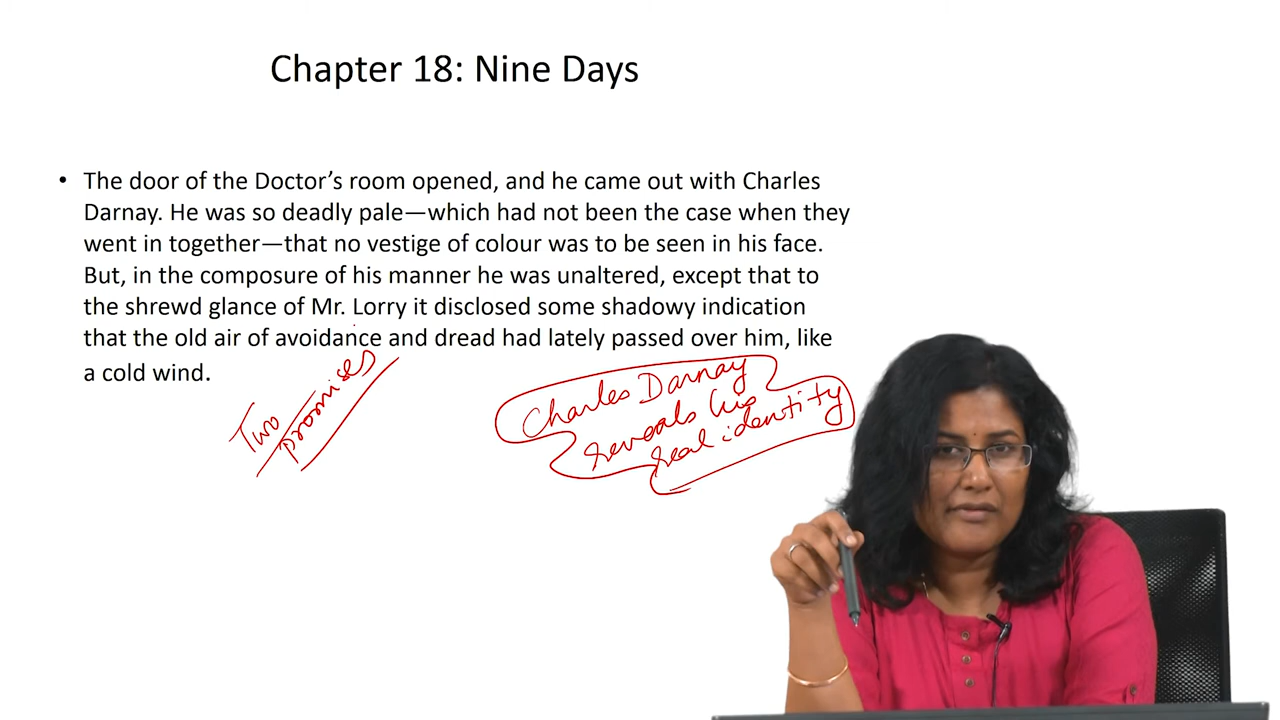 Chapter 18: Nine Days
• The door of the Doctor’s room opened, and he came out with Charles
Darnay. He was so deadly pale—which had not been the case when they
went in together—that no vestige of colour was to be seen in his face.
But, in the composure of his manner he was unaltered, except that to
the shrewd glance of Mr. Lorry it disclosed some shadowy indication
that the old air of avoidance and dread had lately passed over him, like
a cold wind.
Two
promises
Charles Darnay
reveals his
real identity